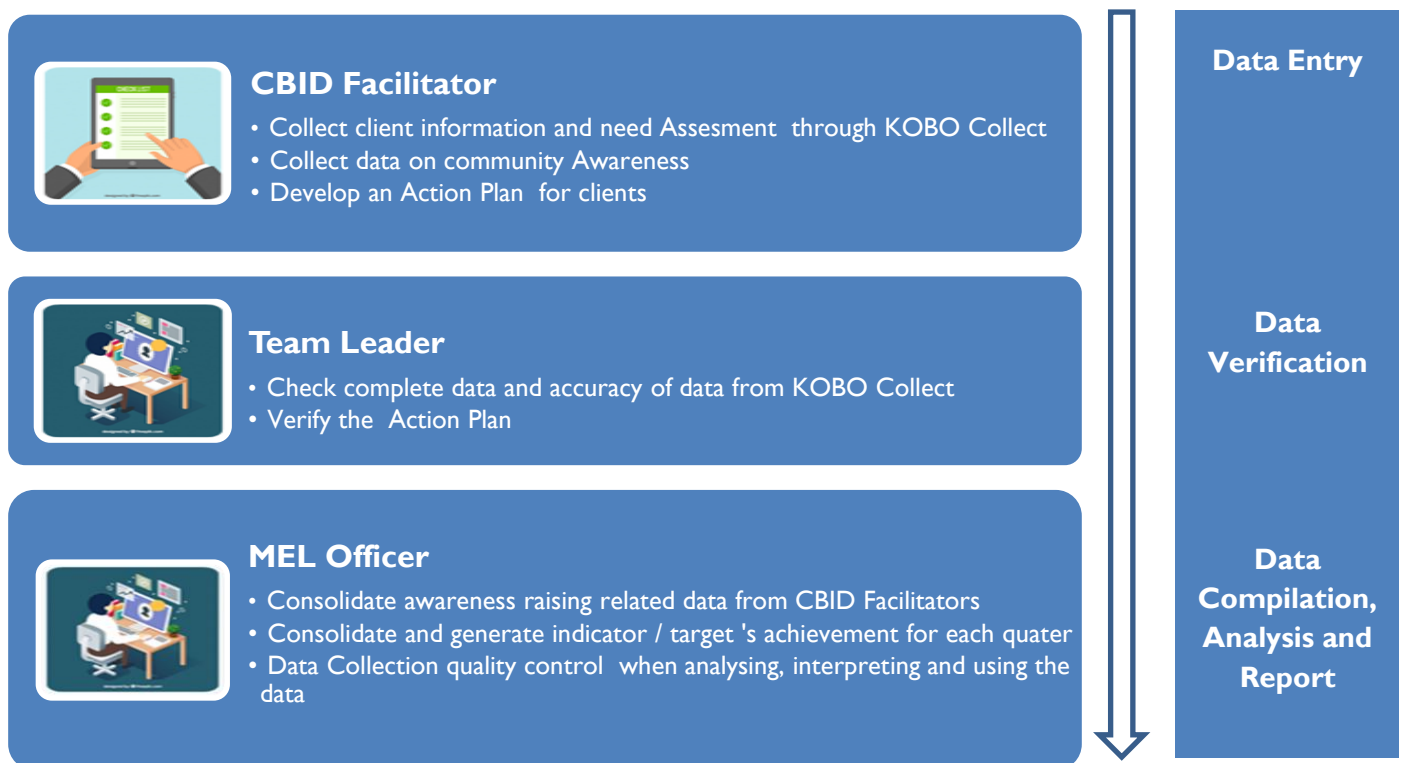 CBID Facilitator
• Collect client information and need Assesment through KOBO Collect
• Collect data on community Awareness
• Develop an Action Plan for clients
Data Entry
Team Leader
• Check complete data and accuracy of data from KOBO Collect
• Verify the Action Plan
Data
Verification
MEL Officer
• Consolidate awareness raising related data from CBID Facilitators
• Consolidate and generate indicator / target 's achievement for each quater
• Data Collection quality control when analysing, interpreting and using the
data
Data
Compilation,
Analysis and
Report
CHECKLIST